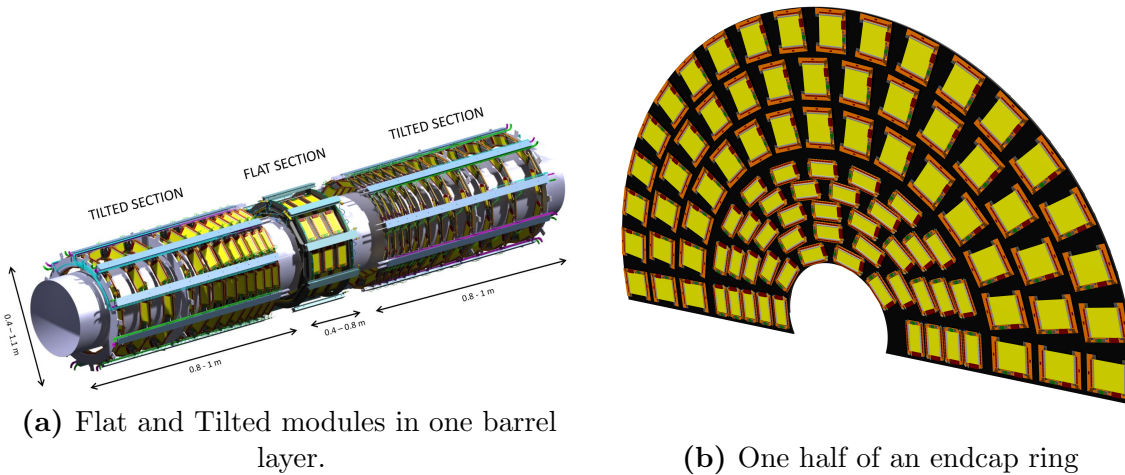 TILTED SECTION
FLAT SECTION
TILTED SECTION
0.4 – 1.1 m
0.8 - 1 m
0.4 – 0.8 m
0.8 - 1 m
(a) Flat and Tilted modules in one barrel
layer.
(b) One half of an endcap ring